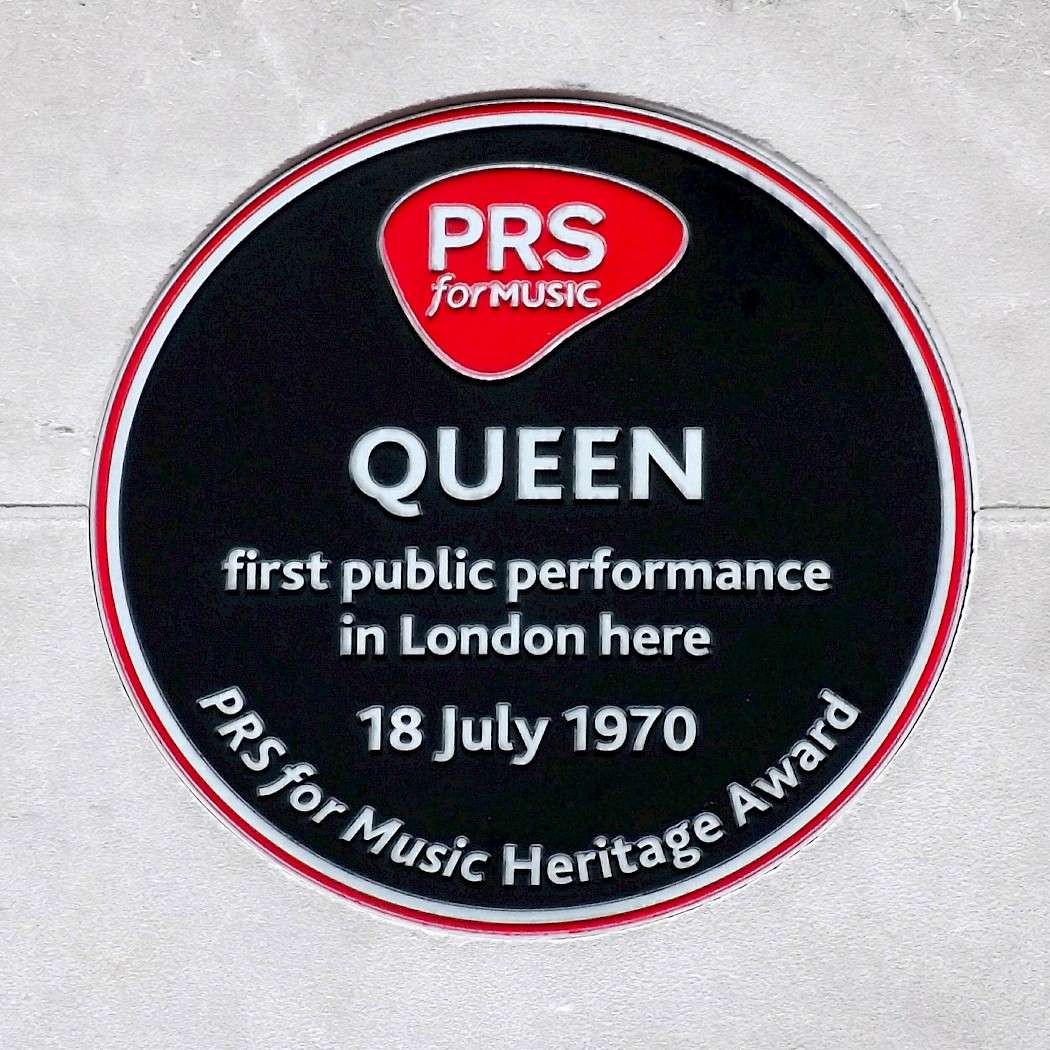 PRS
for MUSIC
QUEEN
first public performance
in London here
18 July 1970
PRS for Music Heritage Award